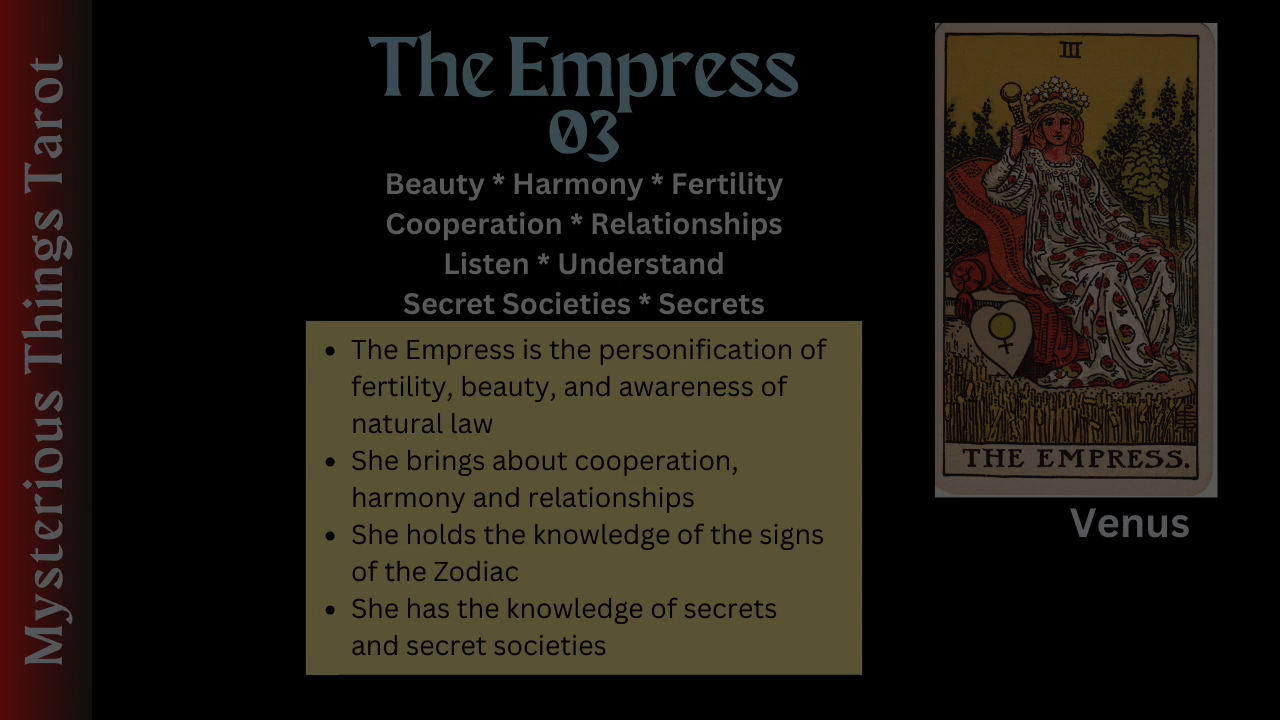 Mysterious Things Tarot
The Empress
03
Beauty * Harmony * Fertility
Cooperation * Relationships
Listen * Understand
Secret Societies * Secrets
• The Empress is the personification of
fertility, beauty, and awareness of
natural law
• She brings about cooperation,
harmony and relationships
• She holds the knowledge of the signs
of the Zodiac
• She has the knowledge of secrets
and secret societies
III
THE EMPRESS.
Venus